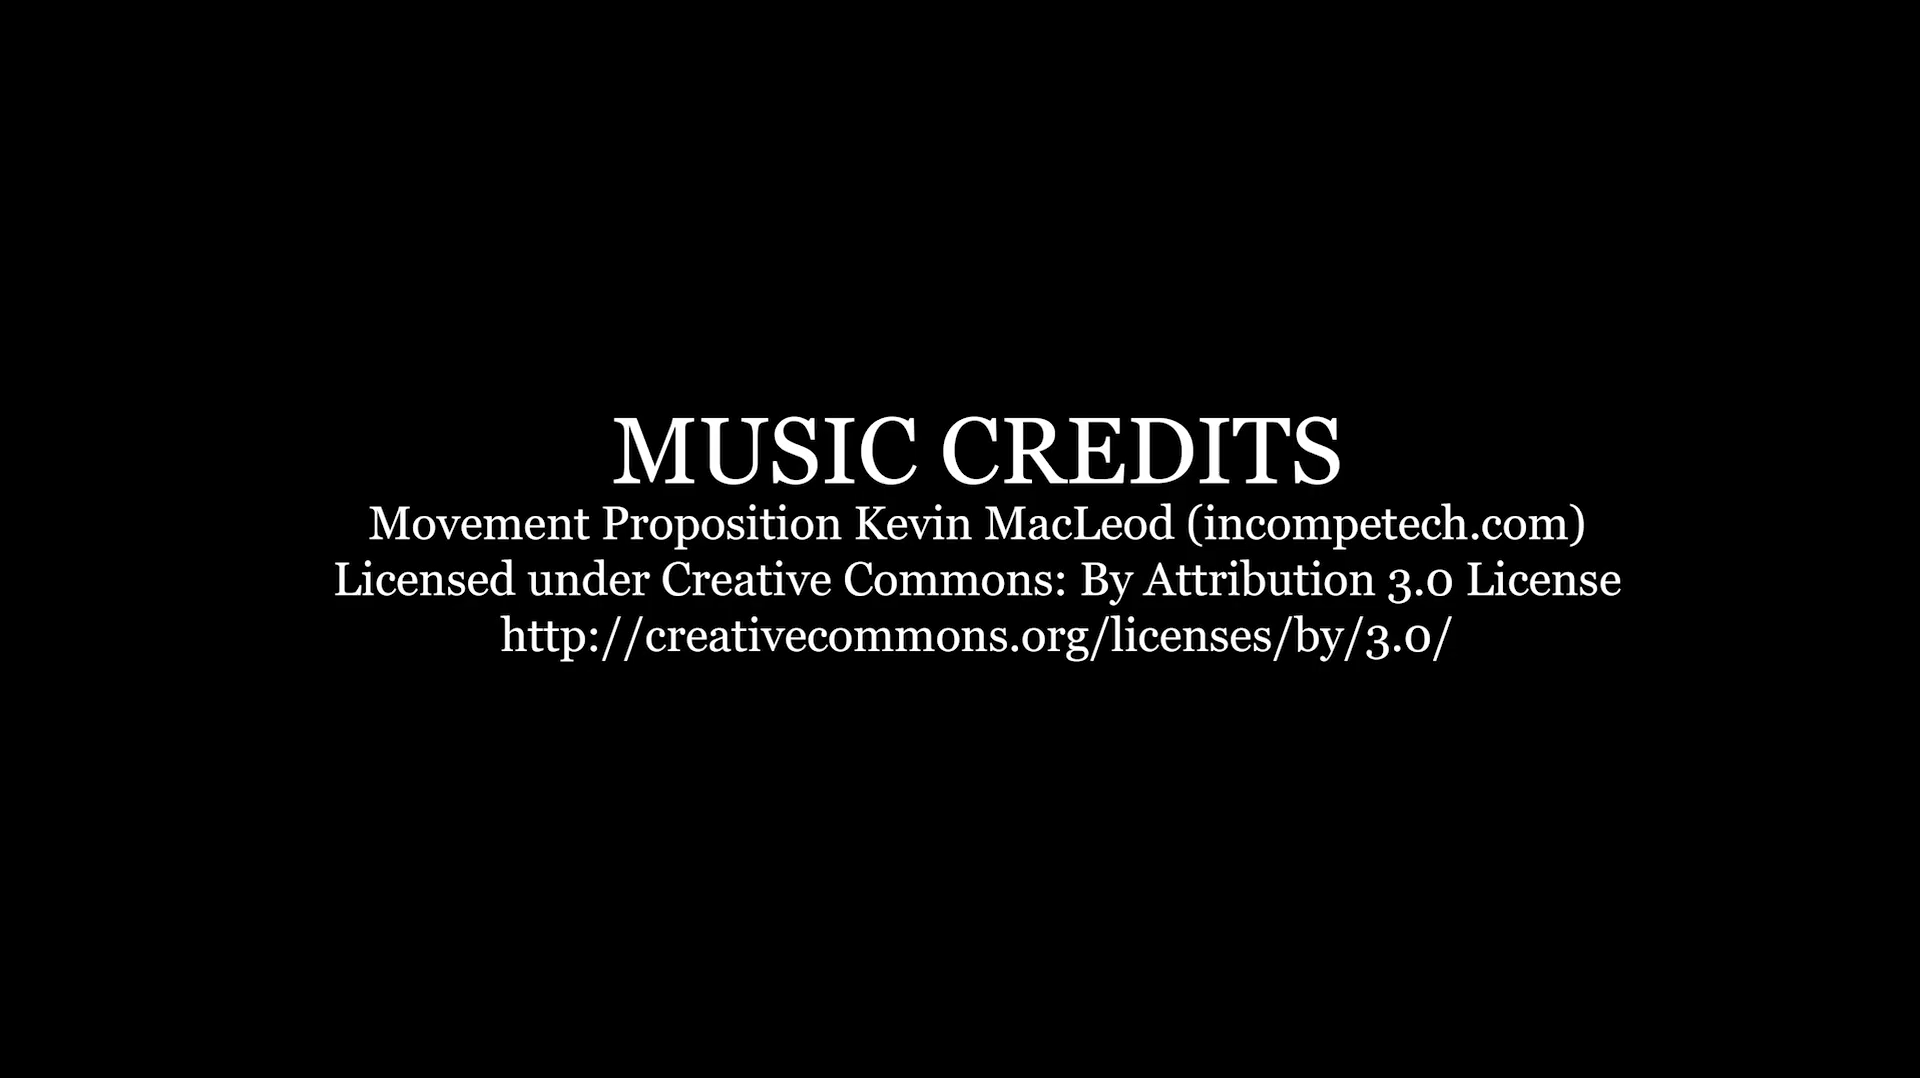 MUSIC CREDITS
Movement Proposition Kevin MacLeod (incompetech.com)
Licensed under Creative Commons: By Attribution 3.0 License
http://creativecommons.org/licenses/by/3.0/